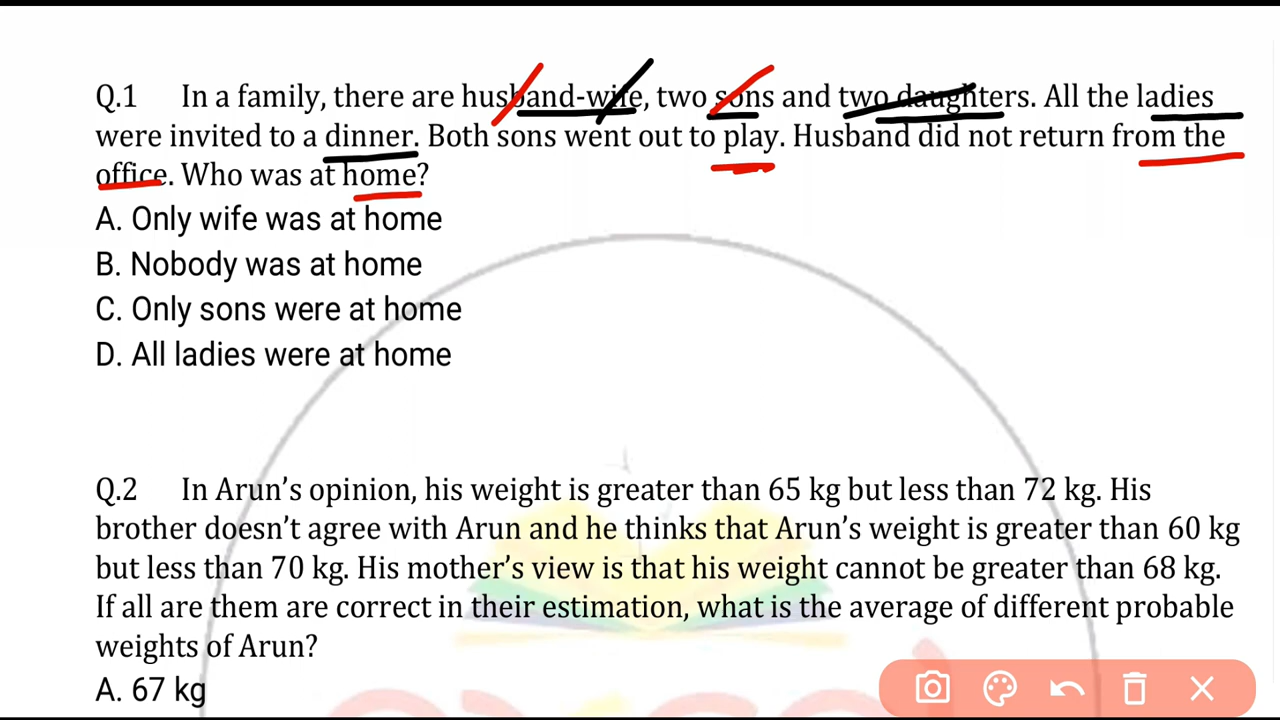 Q.1 In a family, there are husband-wife, two sons and two daughters. All the ladies
were invited to a dinner. Both sons went out to play. Husband did not return from the
office. Who was at home?
A. Only wife was at home
B. Nobody was at home
C. Only sons were at home
D. All ladies were at home
Q.2 In Arun's opinion, his weight is greater than 65 kg but less than 72 kg. His
brother doesn't agree with Arun and he thinks that Arun's weight is greater than 60 kg
but less than 70 kg. His mother's view is that his weight cannot be greater than 68 kg.
If all are them are correct in their estimation, what is the average of different probable
weights of Arun?
A. 67 kg